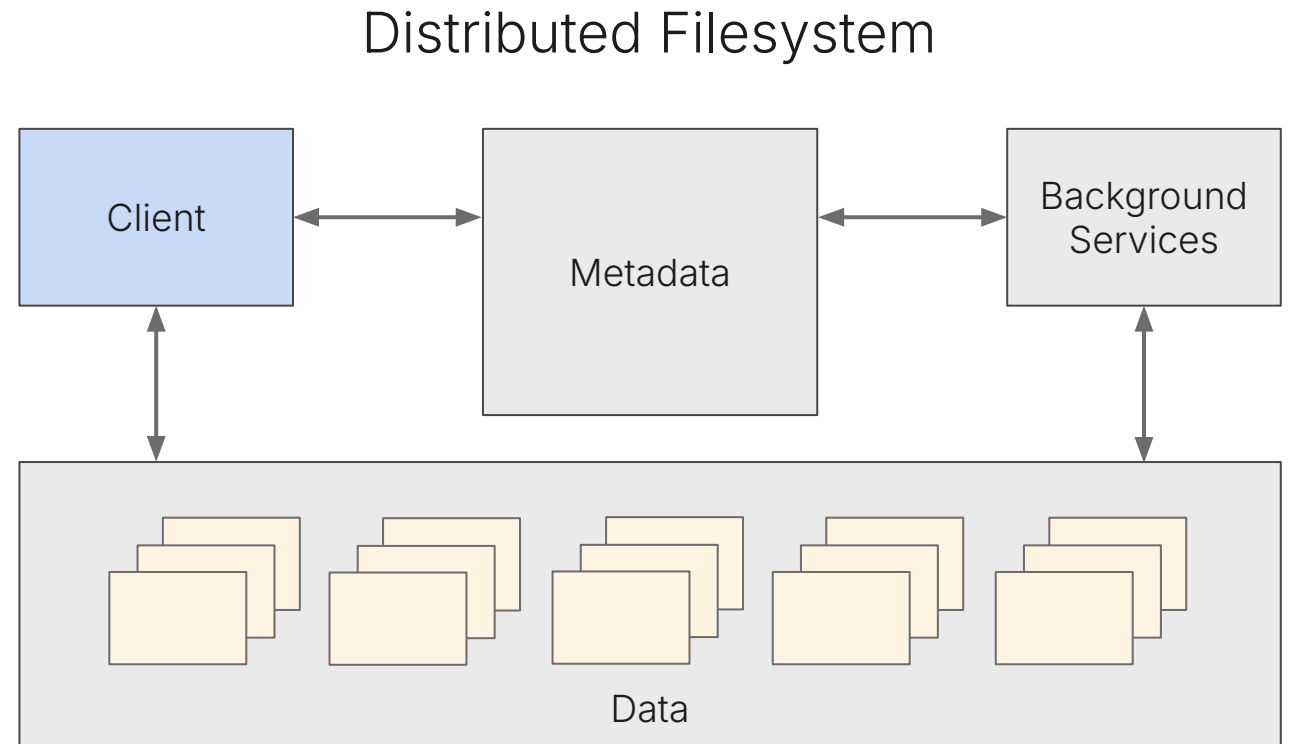 Distributed Filesystem
Client
Metadata
Background
Services
Data